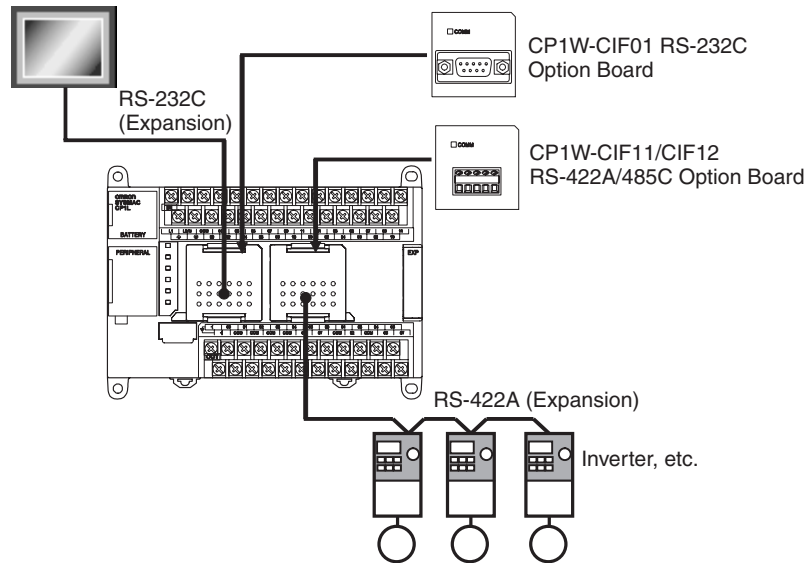 COMM
CP1W-CIF01 RS-232C
Option Board
RS-232C
(Expansion)
COMM
CP1W-CIF11/CIF12
RS-422A/485C Option Board
OMRON
SYSMAC
CP1L
BATTERY
PERIPHERAL
EXP
OUT
RS-422A (Expansion)
Inverter, etc.